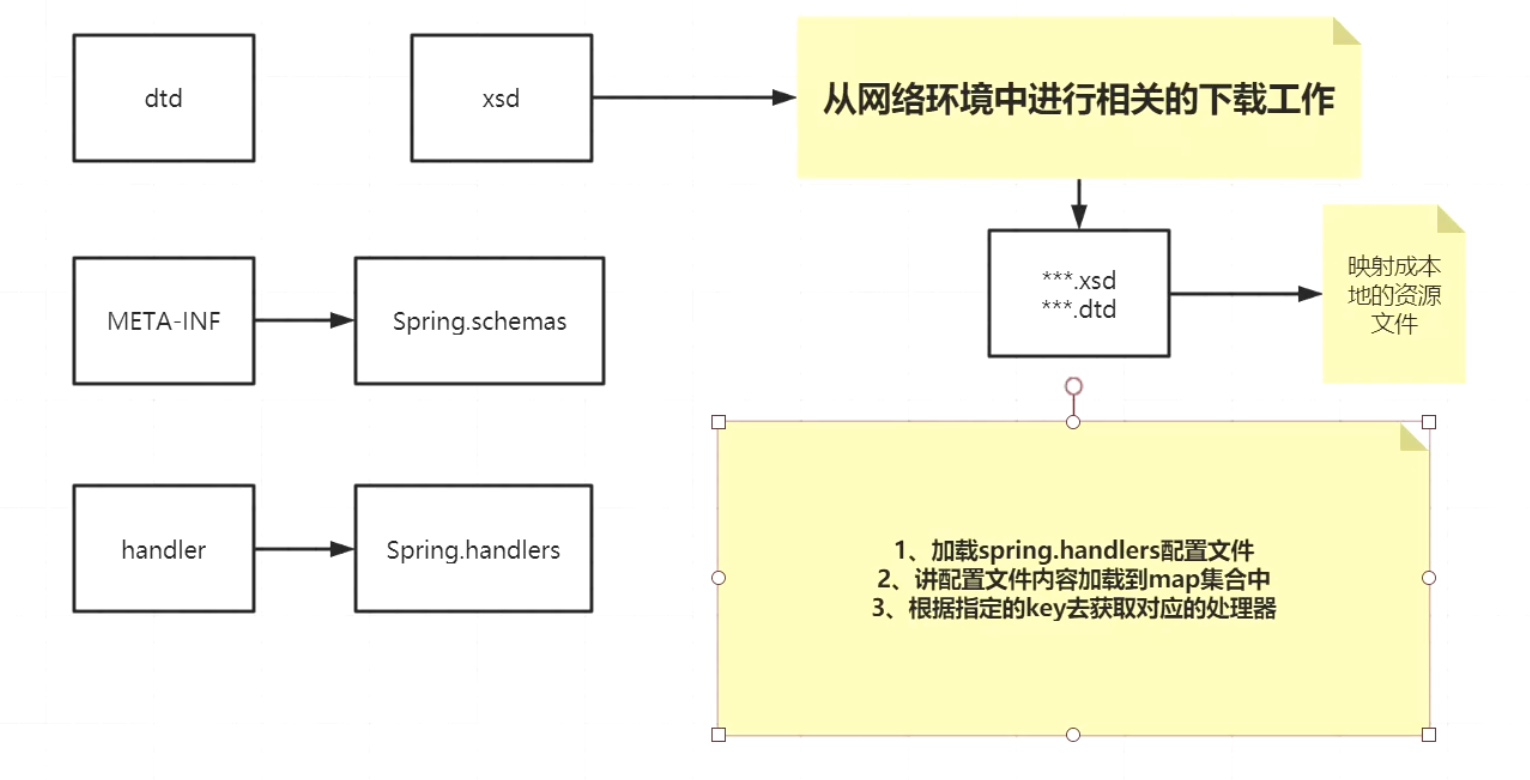 dtd
xsd
从网络环境中进行相关的下载工作
***.xsd
***.dtd
映射成本
地的资源
文件
META-INF
Spring.schemas
handler
Spring.handlers
1、加载spring.handlers配置文件
2、讲配置文件内容加载到map集合中
3、根据指定的key去获取对应的处理器